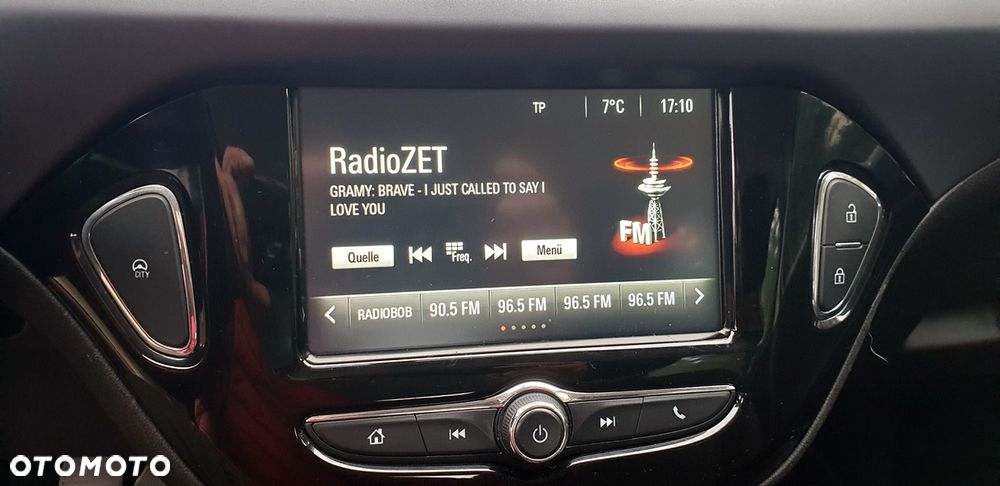 TP 7°C 17:10
RadioZET
GRAMY: BRAVE - I JUST CALLED TO SAY I
LOVE YOU
FM
Quelle Freq. Menü
RADIOBOB 90.5 FM 96.5 FM 96.5 FM 96.5 FM
CITY
OTOMOTO